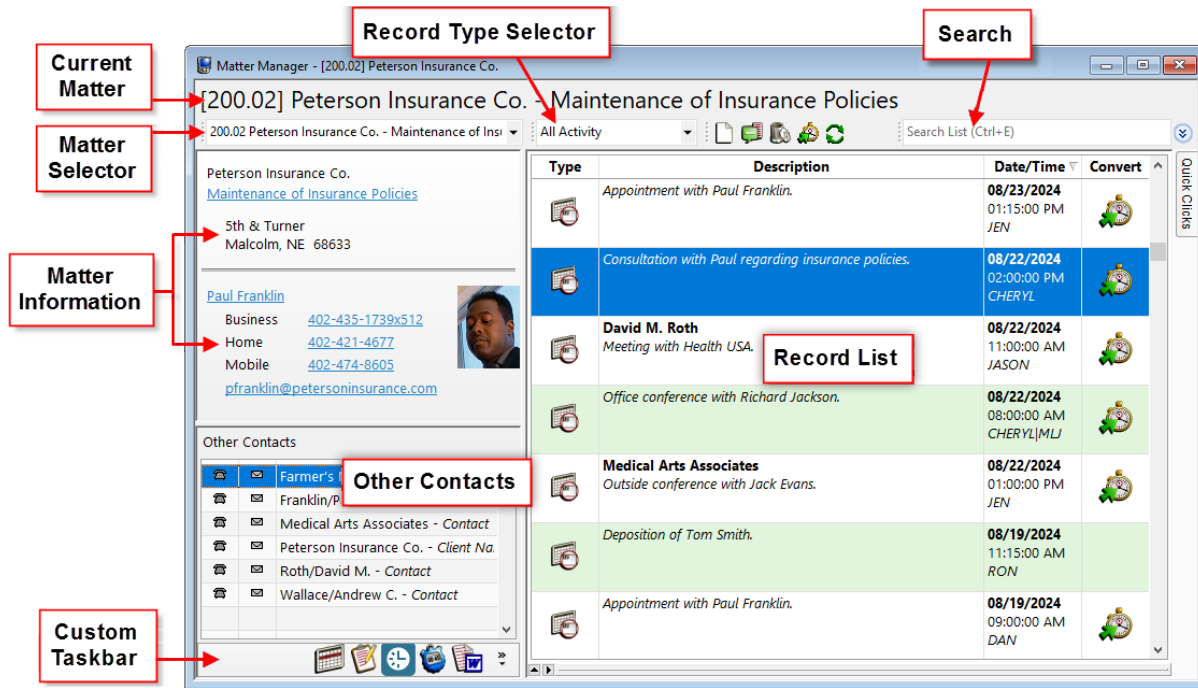 Record Type Selector
Search
Current
Matter
Matter Manager - [200.02] Peterson Insurance Co.
[200.02] Peterson Insurance Co. - Maintenance of Insurance Policies
Matter
Selector
200.02 Peterson Insurance Co. - Maintenance of Insu
All Activity
Search List (Ctrl+E)
Quick Clicks
Peterson Insurance Co.
Maintenance of Insurance Policies
5th & Turner
Malcolm, NE 68633
Matter
Information
Paul Franklin
Business 402-435-1739x512
Home 402-421-4677
Mobile 402-474-8605
pfranklin@petersoninsurance.com
Other Contacts
Farmer's
Other Contacts
Franklin/P
Medical Arts Associates - Contact
Peterson Insurance Co. - Client Na
Roth/David M. - Contact
Wallace/Andrew C. - Contact
Custom
Taskbar
Type Description Date/Time Convert
Appointment with Paul Franklin. 08/23/2024
01:15:00 PM
JEN
Consultation with Paul regarding insurance policies. 08/22/2024
02:00:00 PM
CHERYL
David M. Roth 08/22/2024
Meeting with Health USA. 11:00:00 AM
JASON
Record List
Office conference with Richard Jackson. 08/22/2024
08:00:00 AM
CHERYL|MLJ
Medical Arts Associates 08/22/2024
Outside conference with Jack Evans. 01:00:00 PM
JEN
Deposition of Tom Smith. 08/19/2024
11:15:00 AM
RON
Appointment with Paul Franklin. 08/19/2024
09:00:00 AM
DAN